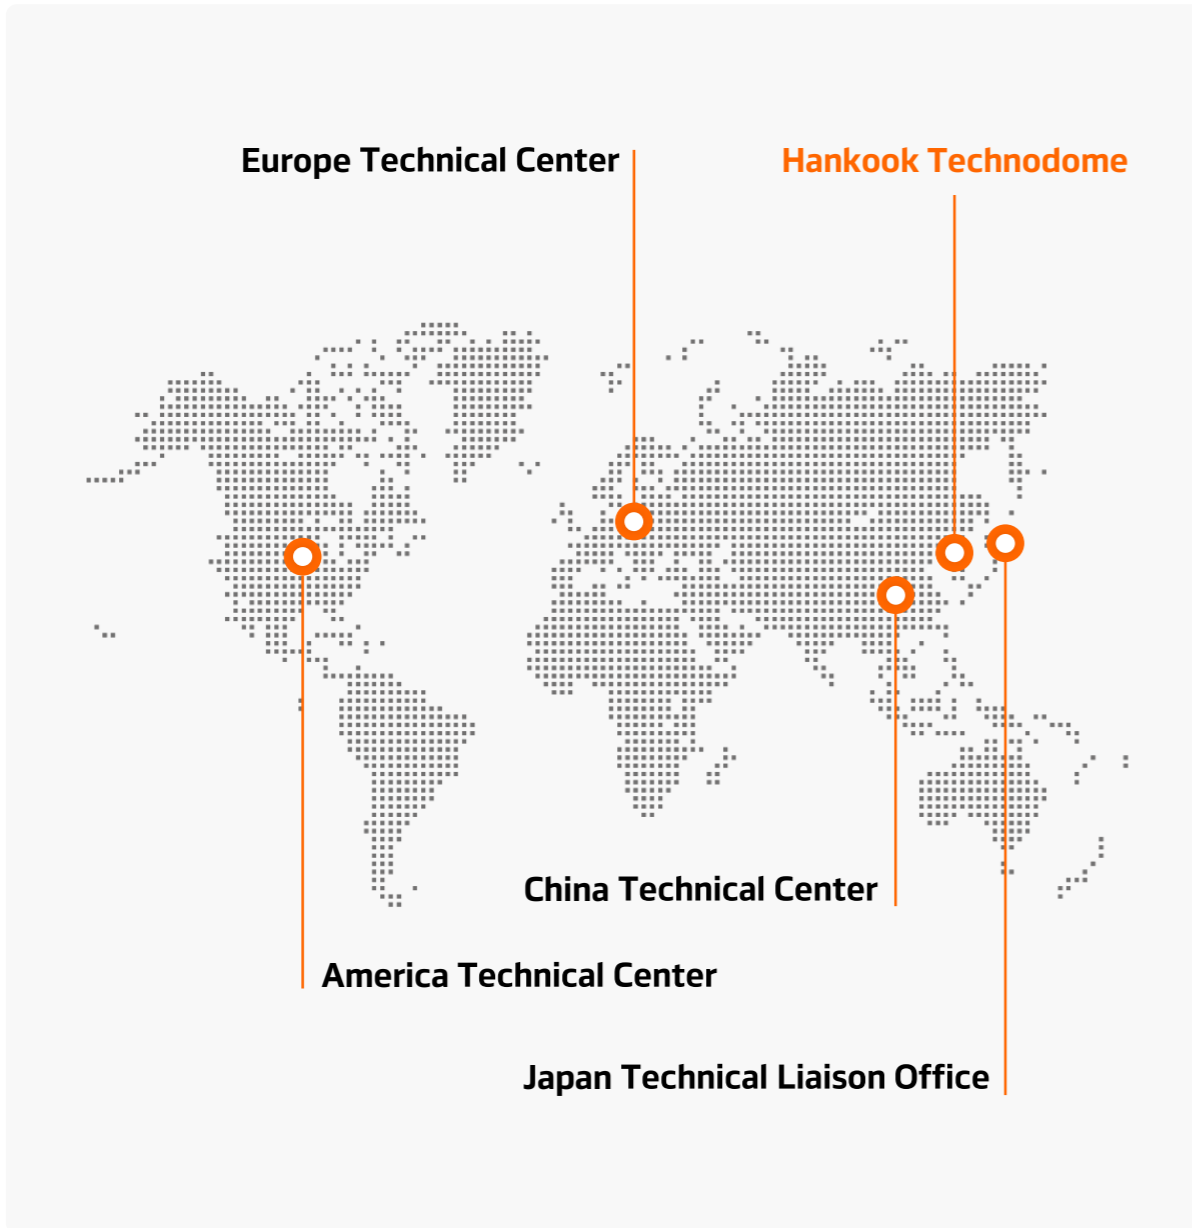 Europe Technical Center
Hankook Technodome
China Technical Center
America Technical Center
Japan Technical Liaison Office